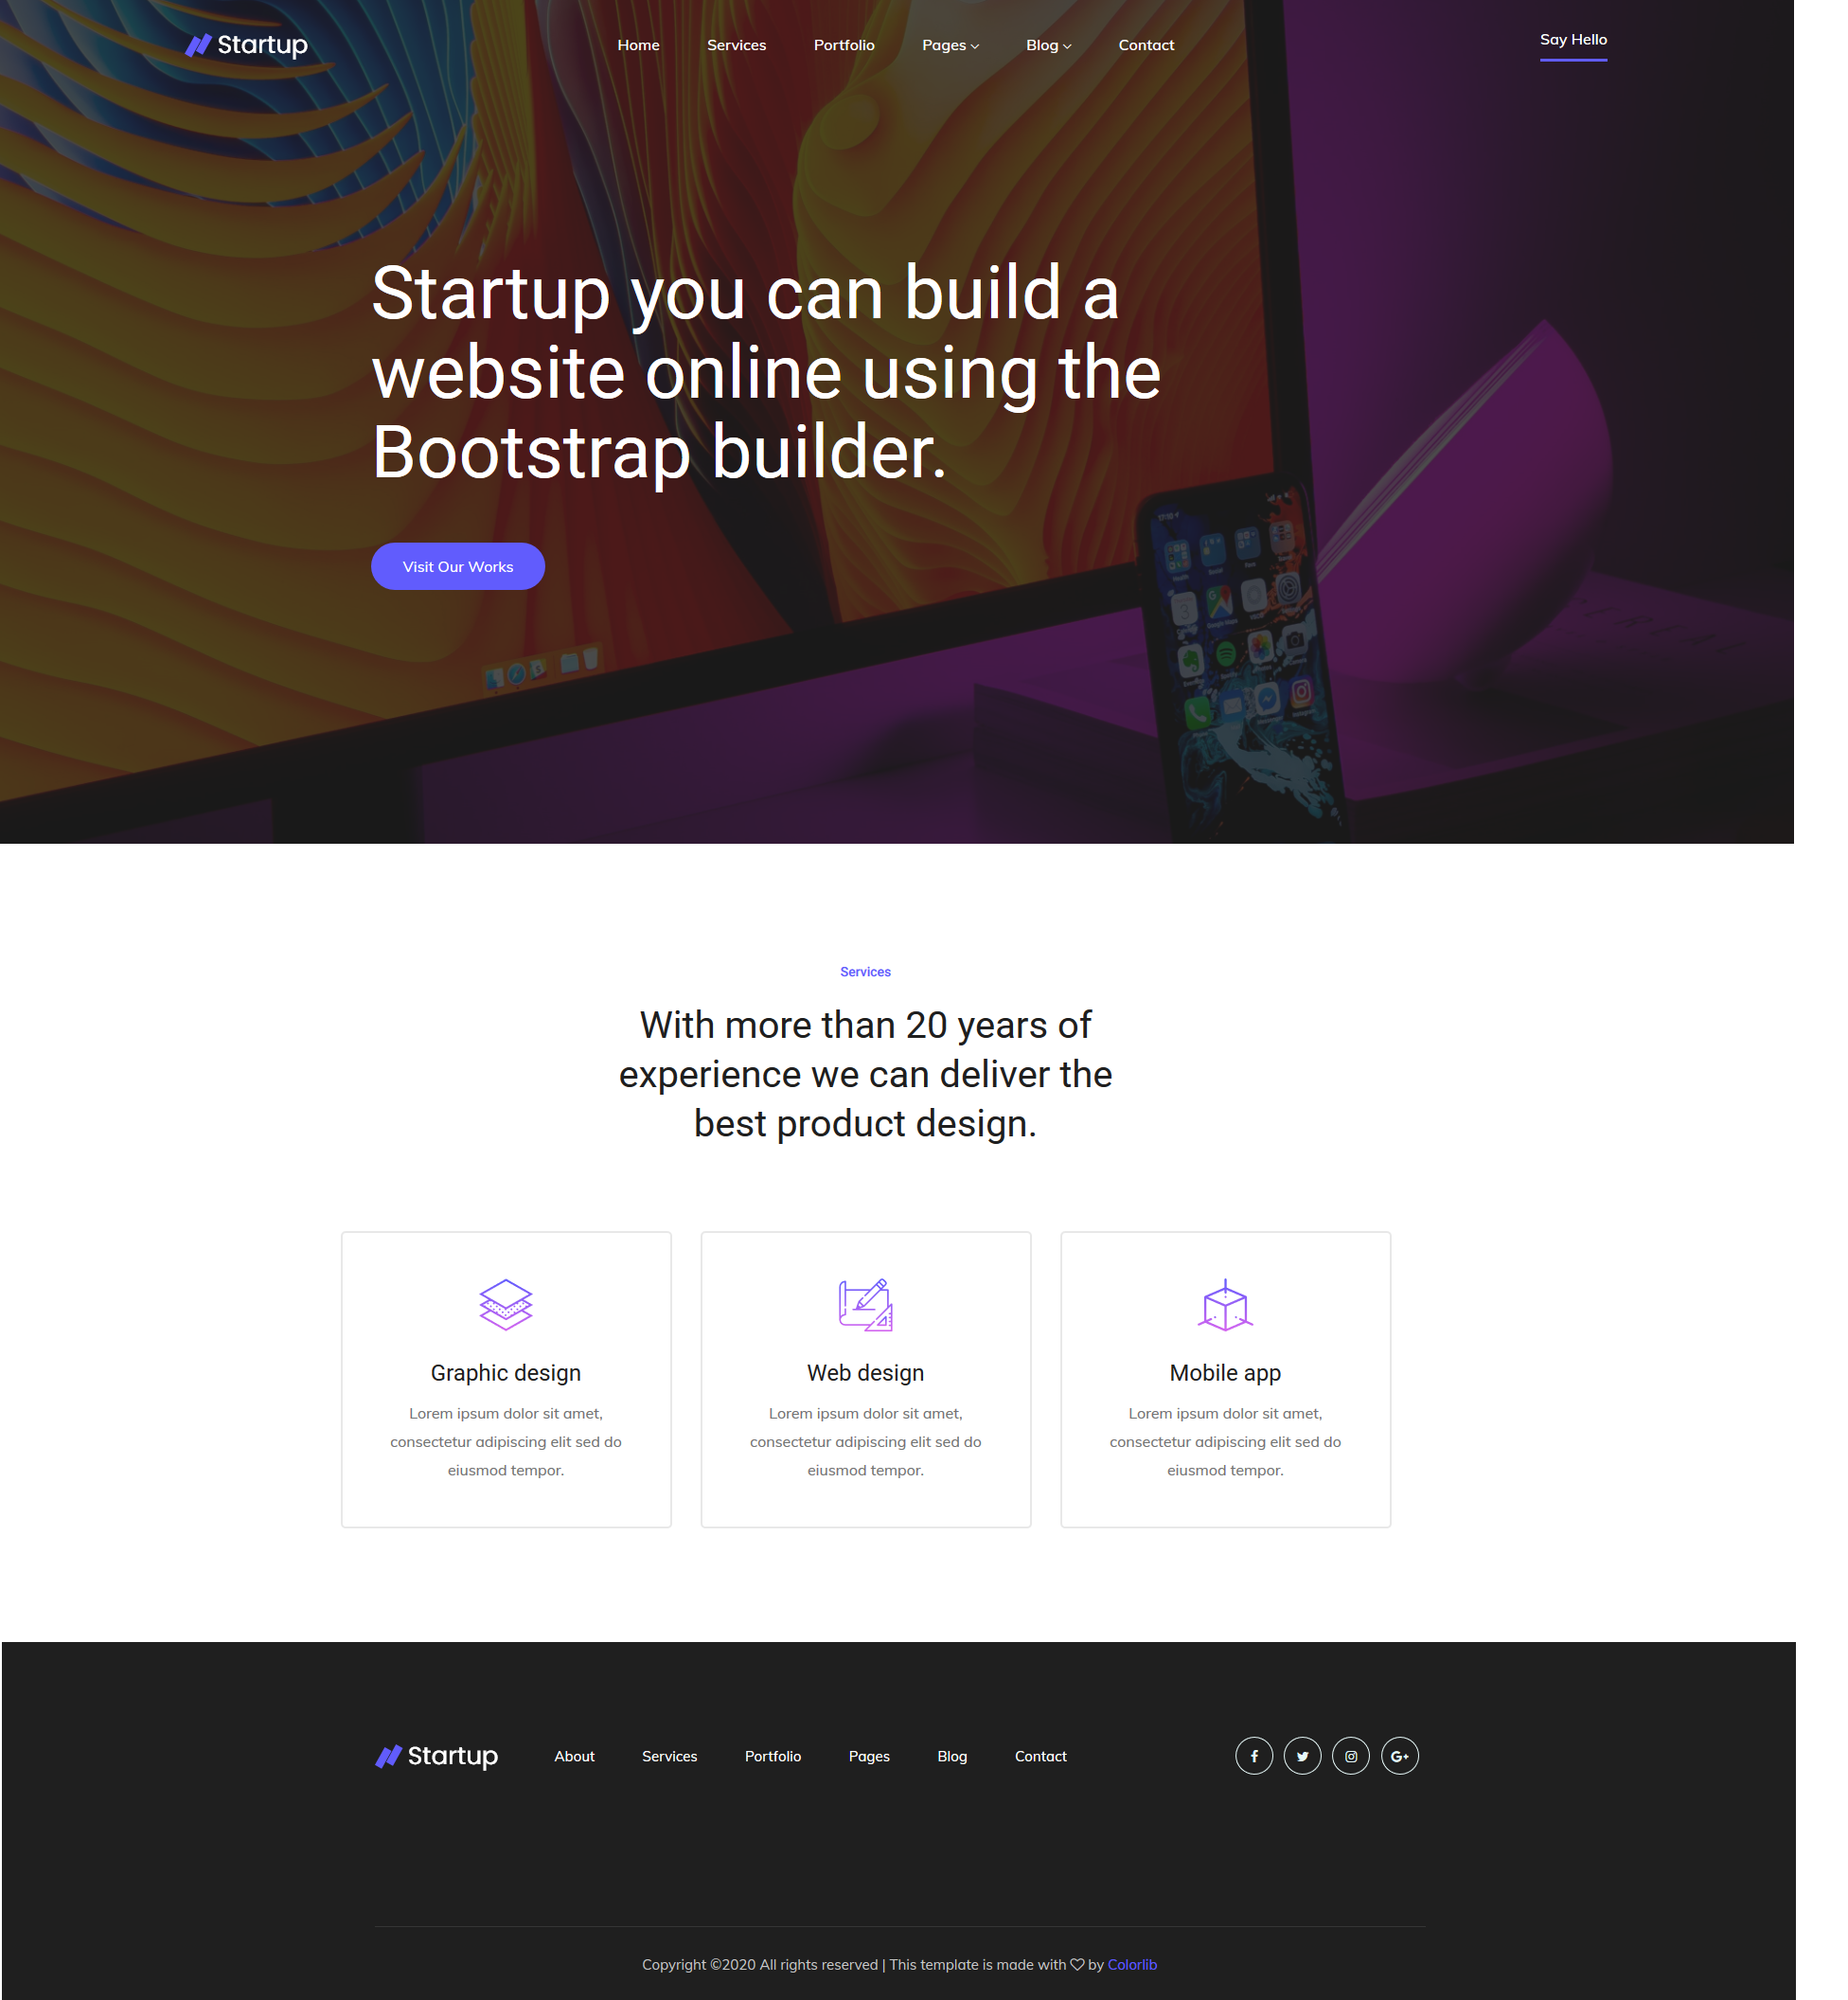 Startup
Home Services Portfolio Pages Blog Contact
Say Hello
Startup you can build a
website online using the
Bootstrap builder.
Visit Our Works
Services
With more than 20 years of
experience we can deliver the
best product design.
Graphic design
Lorem ipsum dolor sit amet,
consectetur adipiscing elit sed do
eiusmod tempor.
Web design
Lorem ipsum dolor sit amet,
consectetur adipiscing elit sed do
eiusmod tempor.
Mobile app
Lorem ipsum dolor sit amet,
consectetur adipiscing elit sed do
eiusmod tempor.
Startup
About Services Portfolio Pages Blog Contact
Copyright ©2020 All rights reserved | This template is made with ♡ by Colorlib